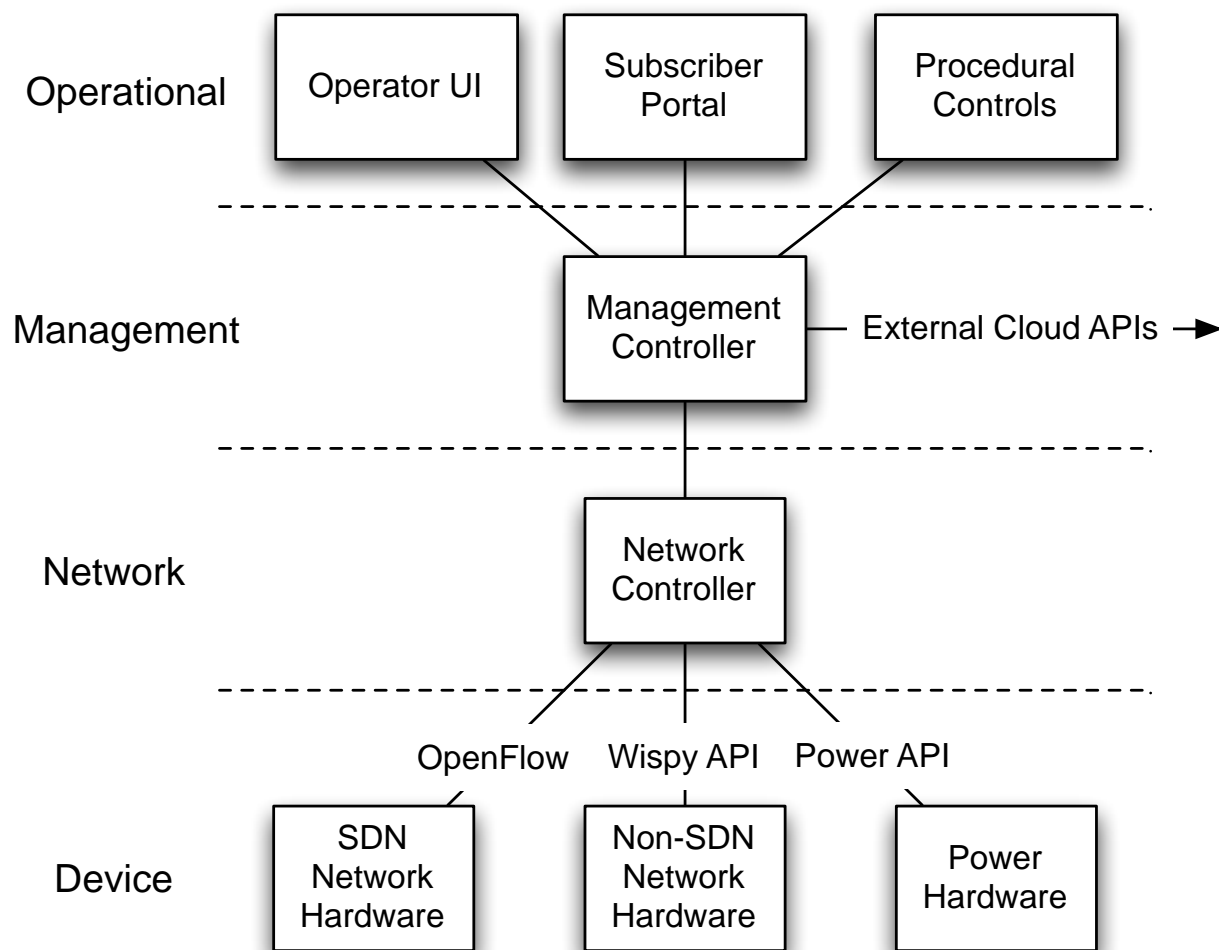 Operational
Operator UI
Subscriber
Portal
Procedural
Controls
Management
Management
Controller
External Cloud APIs
Network
Network
Controller
OpenFlow
Wispy API
Power API
Device
SDN
Network
Hardware
Non-SDN
Network
Hardware
Power
Hardware